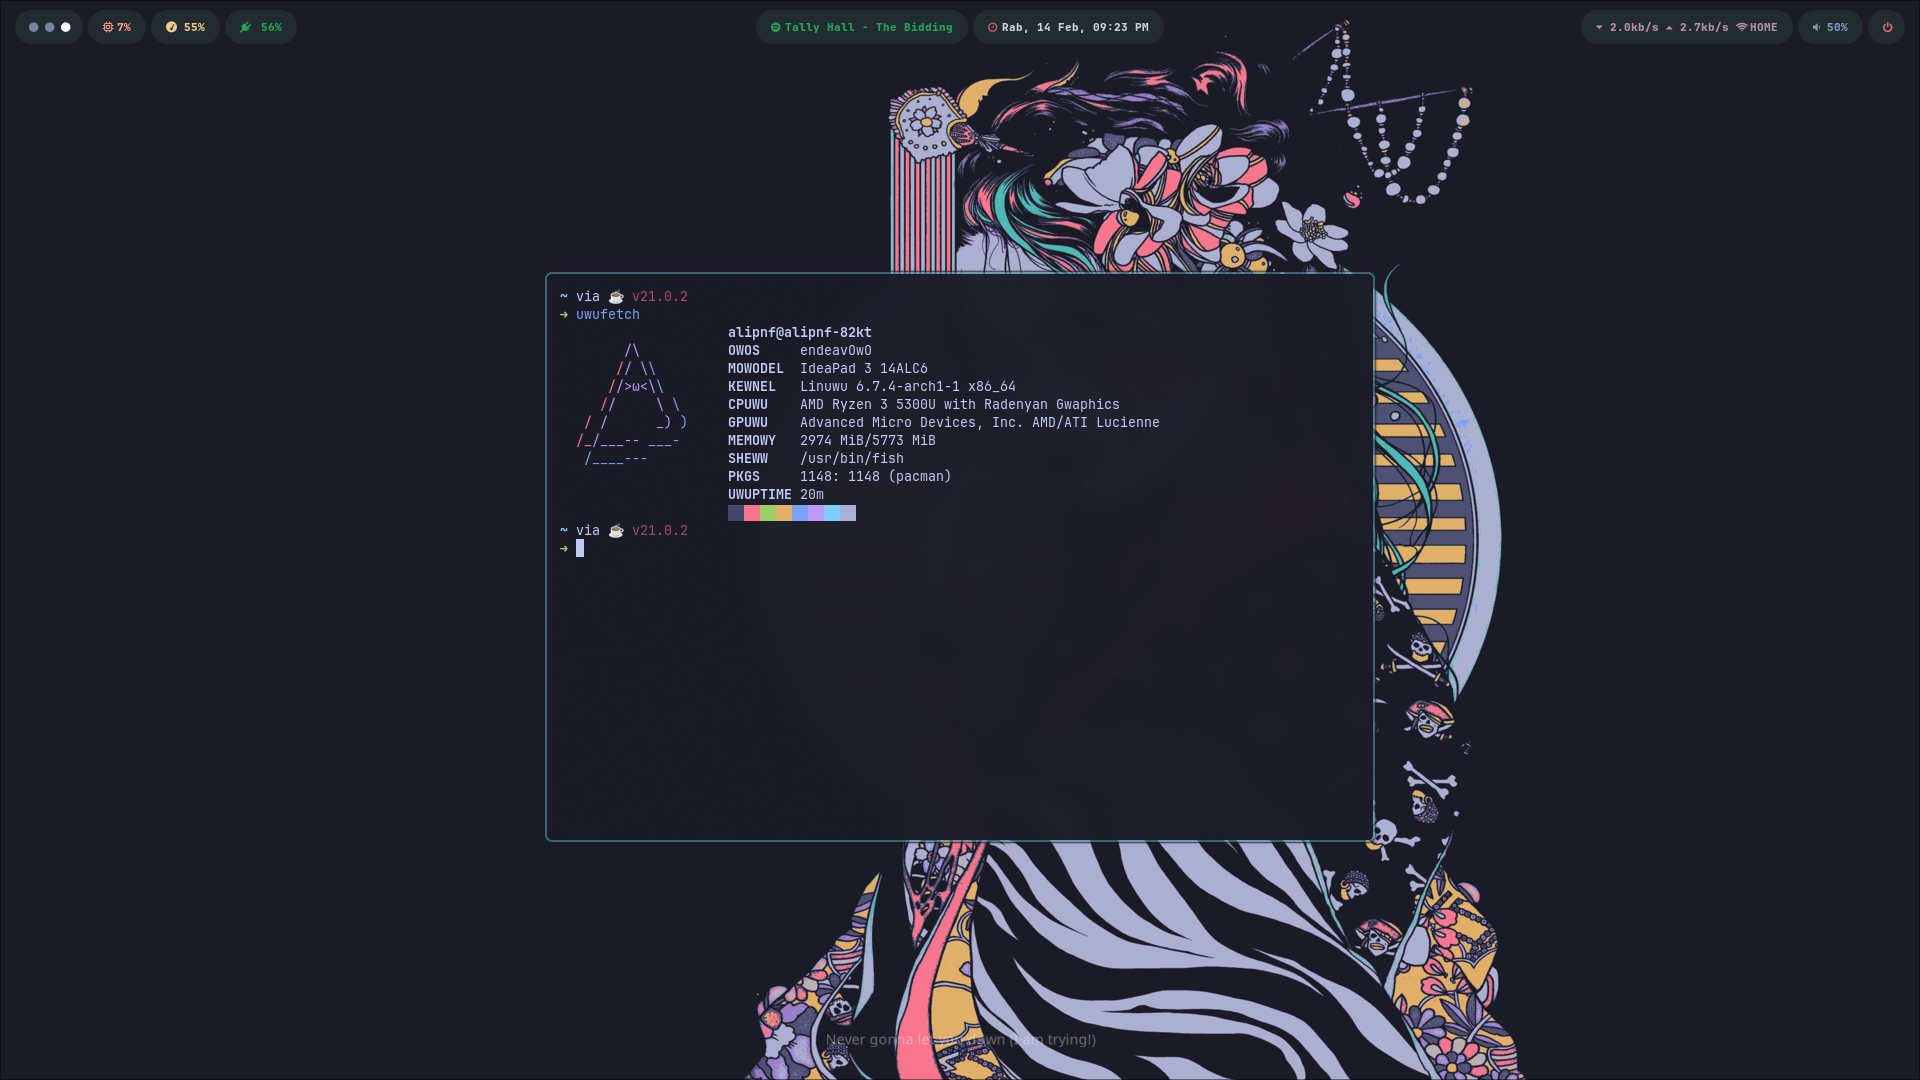 7%
55%
56%
Tally Hall - The Bidding
Rab, 14 Feb, 09:23 PM
2.0kb/s
2.7kb/s
HOME
50%
~ via ☕ v21.0.2
➜ uwufetch
alipnf@alipnf-82kt
OWOS endeavOwO
MOWODEL IdeaPad 3 14ALC6
KEWNEL Linuwu 6.7.4-arch1-1 x86_64
CPUWU AMD Ryzen 3 5300U with Radenyan Gwaphics
GPUWU Advanced Micro Devices, Inc. AMD/ATI Lucienne
MEMOWY 2974 MiB/5773 MiB
SHEWW /usr/bin/fish
PKGS 1148: 1148 (pacman)
UWUPTIME 20m
~ via ☕ v21.0.2
➜
Never gonna let you down (I am trying!)